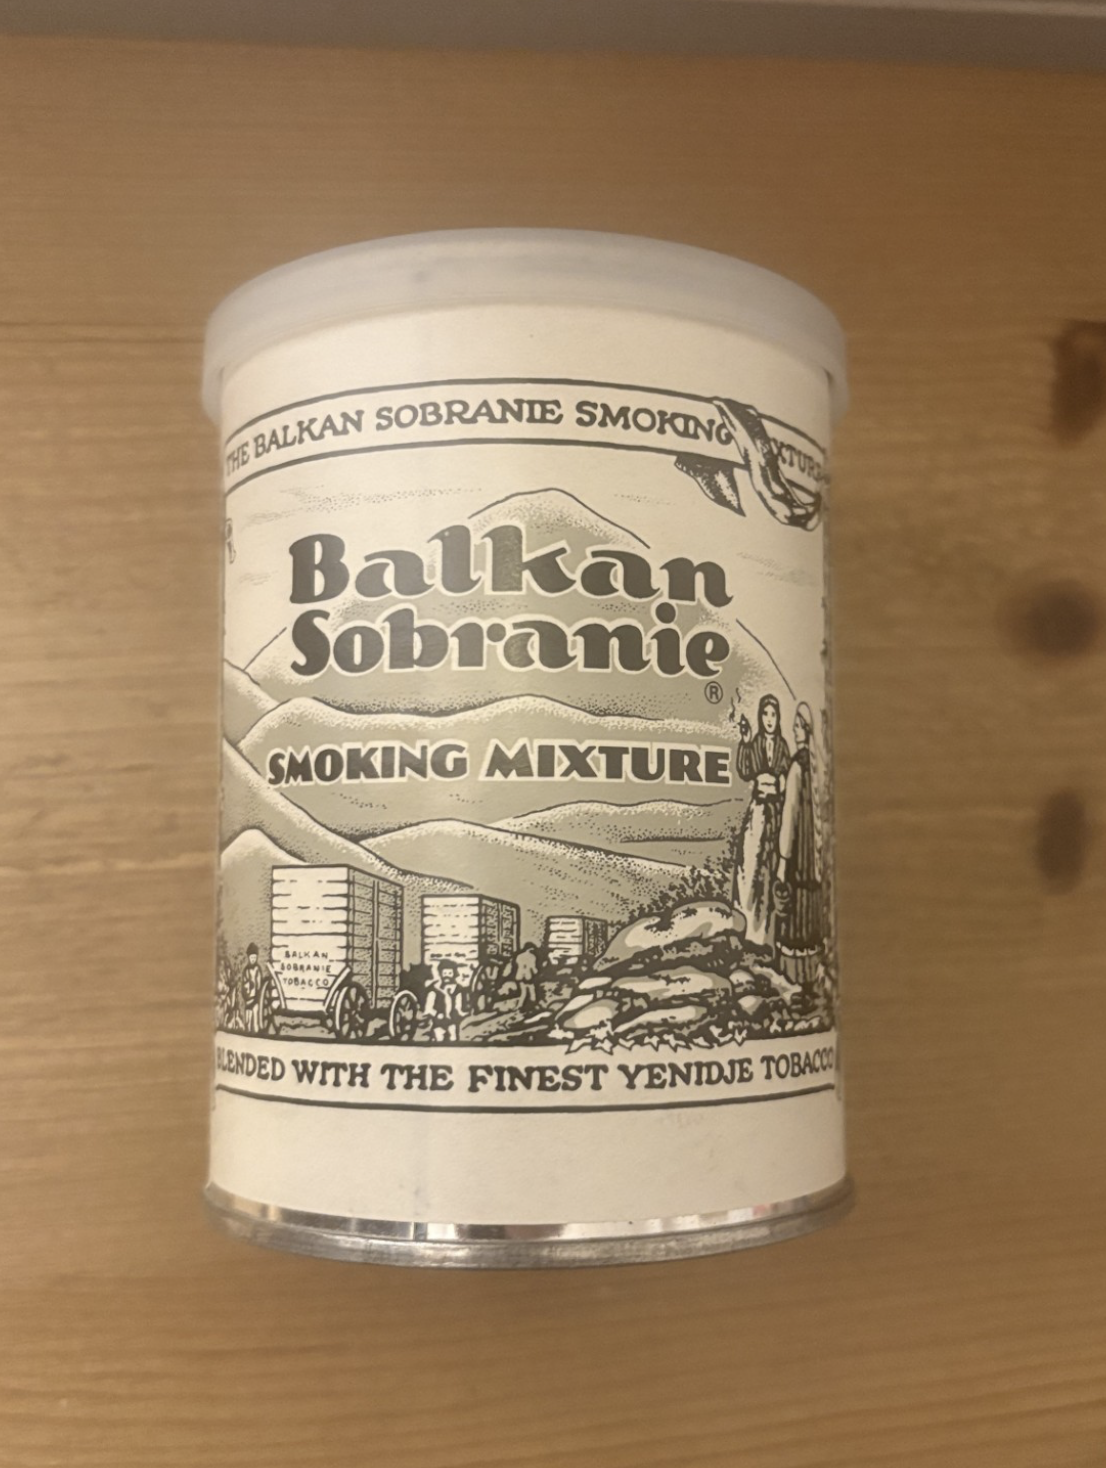 THE BALKAN SOBRANIE SMOKING
Balkan
Sobranie
®
SMOKING MIXTURE
BALKAN
SOBRANIE
TOBACCO
BLENDED WITH THE FINEST YENIDJE TOBACCO